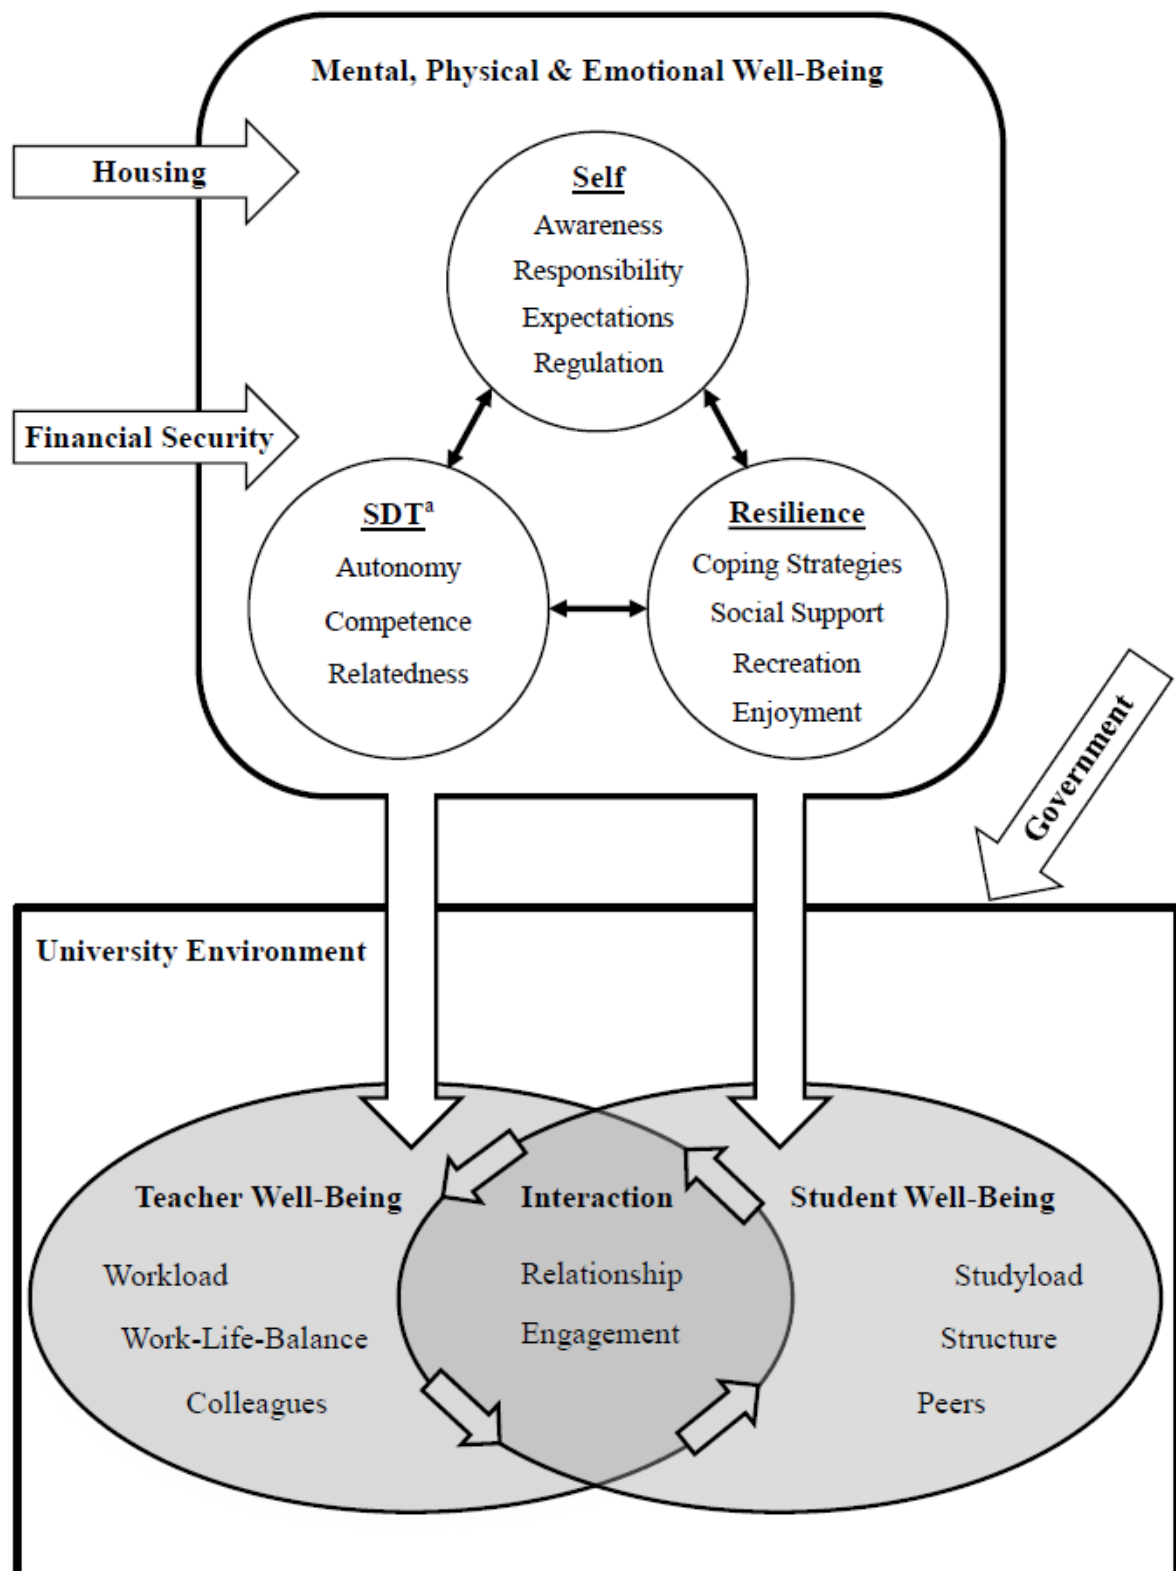 Mental, Physical & Emotional Well-Being
Housing
Self
Awareness
Responsibility
Expectations
Regulation
Financial Security
SDTᵃ
Autonomy
Competence
Relatedness
Resilience
Coping Strategies
Social Support
Recreation
Enjoyment
Government
University Environment
Teacher Well-Being
Workload
Work-Life-Balance
Colleagues
Interaction
Relationship
Engagement
Student Well-Being
Studyload
Structure
Peers